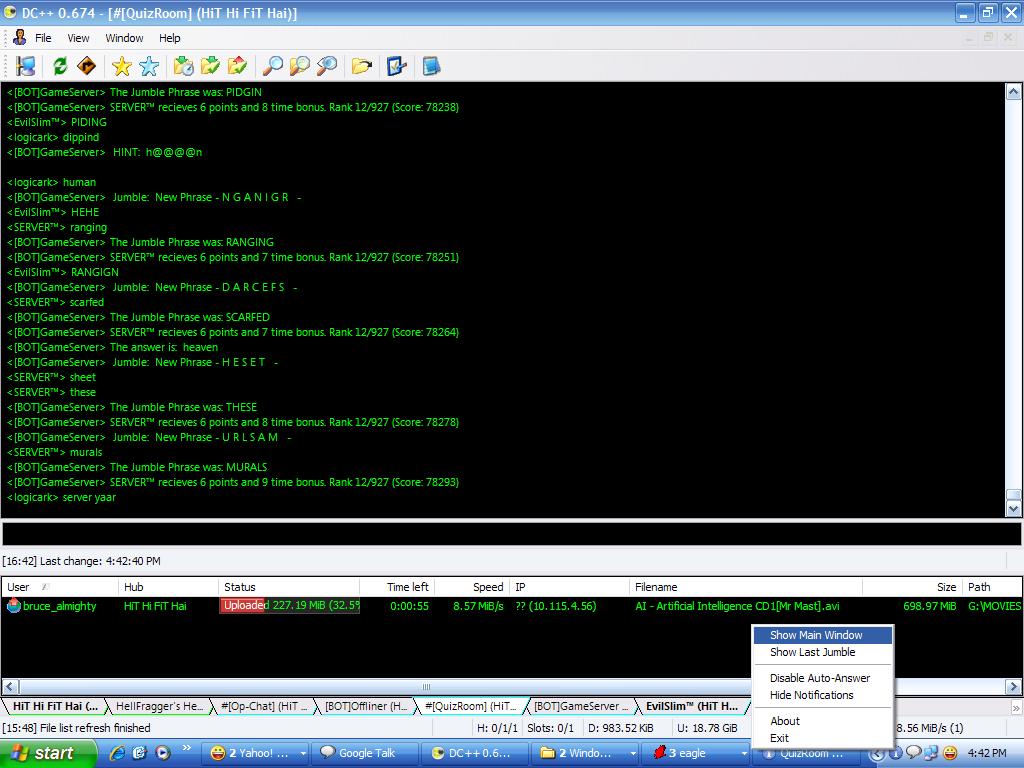 DC++ 0.674 - [#[QuizRoom] (HiT Hi FiT Hai)]
File View Window Help
<[BOT]GameServer> The Jumble Phrase was: PIDGIN
<[BOT]GameServer> SERVER™ recieves 6 points and 8 time bonus. Rank 12/927 (Score: 78238)
<EvilSlim™> PIDING
<logicark> dippind
<[BOT]GameServer> HINT: h@@@@n
<logicark> human
<[BOT]GameServer> Jumble: New Phrase - N G A N I G R -
<EvilSlim™> HEHE
<SERVER™> ranging
<[BOT]GameServer> The Jumble Phrase was: RANGING
<[BOT]GameServer> SERVER™ recieves 6 points and 7 time bonus. Rank 12/927 (Score: 78251)
<EvilSlim™> RANGIGN
<[BOT]GameServer> Jumble: New Phrase - D A R C E F S -
<SERVER™> scarfed
<[BOT]GameServer> The Jumble Phrase was: SCARFED
<[BOT]GameServer> SERVER™ recieves 6 points and 7 time bonus. Rank 12/927 (Score: 78264)
<[BOT]GameServer> The answer is: heaven
<[BOT]GameServer> Jumble: New Phrase - H E S E T -
<SERVER™> sheet
<SERVER™> these
<[BOT]GameServer> The Jumble Phrase was: THESE
<[BOT]GameServer> SERVER™ recieves 6 points and 8 time bonus. Rank 12/927 (Score: 78278)
<[BOT]GameServer> Jumble: New Phrase - U R L S A M -
<SERVER™> murals
<[BOT]GameServer> The Jumble Phrase was: MURALS
<[BOT]GameServer> SERVER™ recieves 6 points and 9 time bonus. Rank 12/927 (Score: 78293)
<logicark> server yaar
[16:42] Last change: 4:42:40 PM
User Hub Status Time left Speed IP Filename Size Path
bruce_almighty HiT Hi FiT Hai Uploaded 227.19 MiB (32.5% 0:00:55 8.57 MiB/s ?? (10.115.4.56) AI - Artificial Intelligence CD1[Mr Mast].avi 698.97 MiB G:\MOVIES
Show Main Window
Show Last Jumble
Disable Auto-Answer
Hide Notifications
About
Exit
HiT Hi FiT Hai (... HellFragger's He... #[Op-Chat] (HiT ... [BOT]Offliner (H... #[QuizRoom] (HiT... [BOT]GameServer ... EvilSlim™ (HiT H...
[15:48] File list refresh finished H: 0/1/1 Slots: 0/1 D: 983.52 KiB U: 18.78 GiB 8.56 MiB/s (1)
start 2 Yahoo! ... Google Talk DC++ 0.6... 2 Windo... 3 eagle QuizRoom ... 4:42 PM